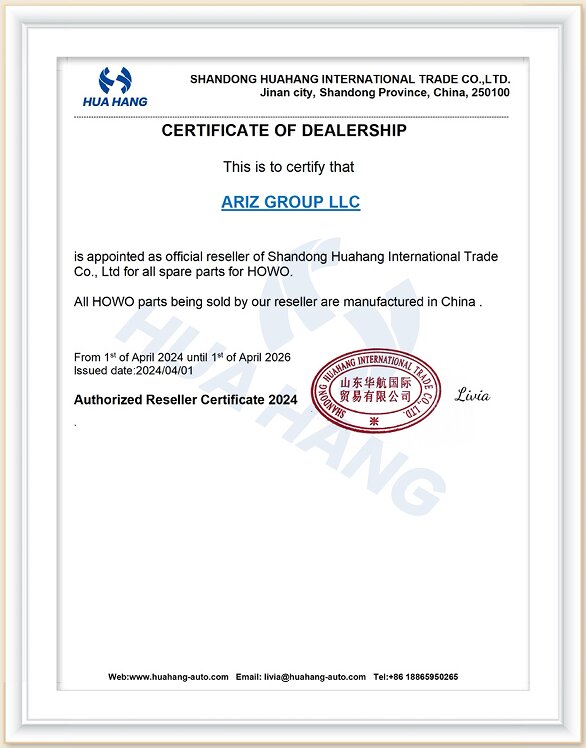 HUA HANG
SHANDONG HUAHANG INTERNATIONAL TRADE CO.,LTD.
Jinan city, Shandong Province, China, 250100
CERTIFICATE OF DEALERSHIP
This is to certify that
ARIZ GROUP LLC
is appointed as official reseller of Shandong Huahang International Trade
Co., Ltd for all spare parts for HOWO.
All HOWO parts being sold by our reseller are manufactured in China .
From 1st of April 2024 until 1st of April 2026
Issued date:2024/04/01
Authorized Reseller Certificate 2024
.
SHANDONG HUAHANG INTERNATIONAL TRADE CO.,LTD.
山东华航国际
贸易有限公司
Livia
HUA HANG
Web:www.huahang-auto.com Email: livia@huahang-auto.com Tel:+86 18865950265